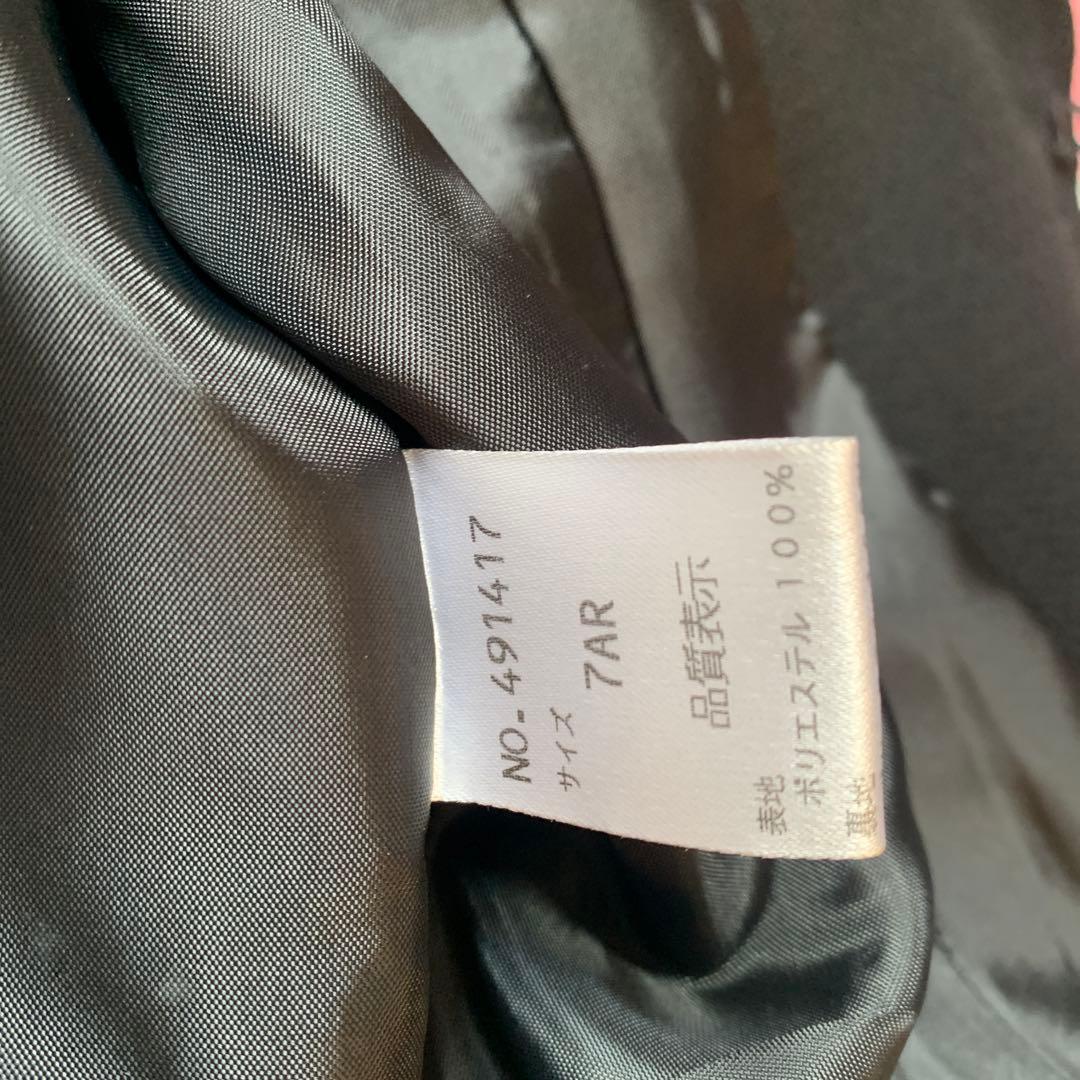 NO.491417
サイズ
7AR
品質表示
表地
ポリエステル 100%
裏地